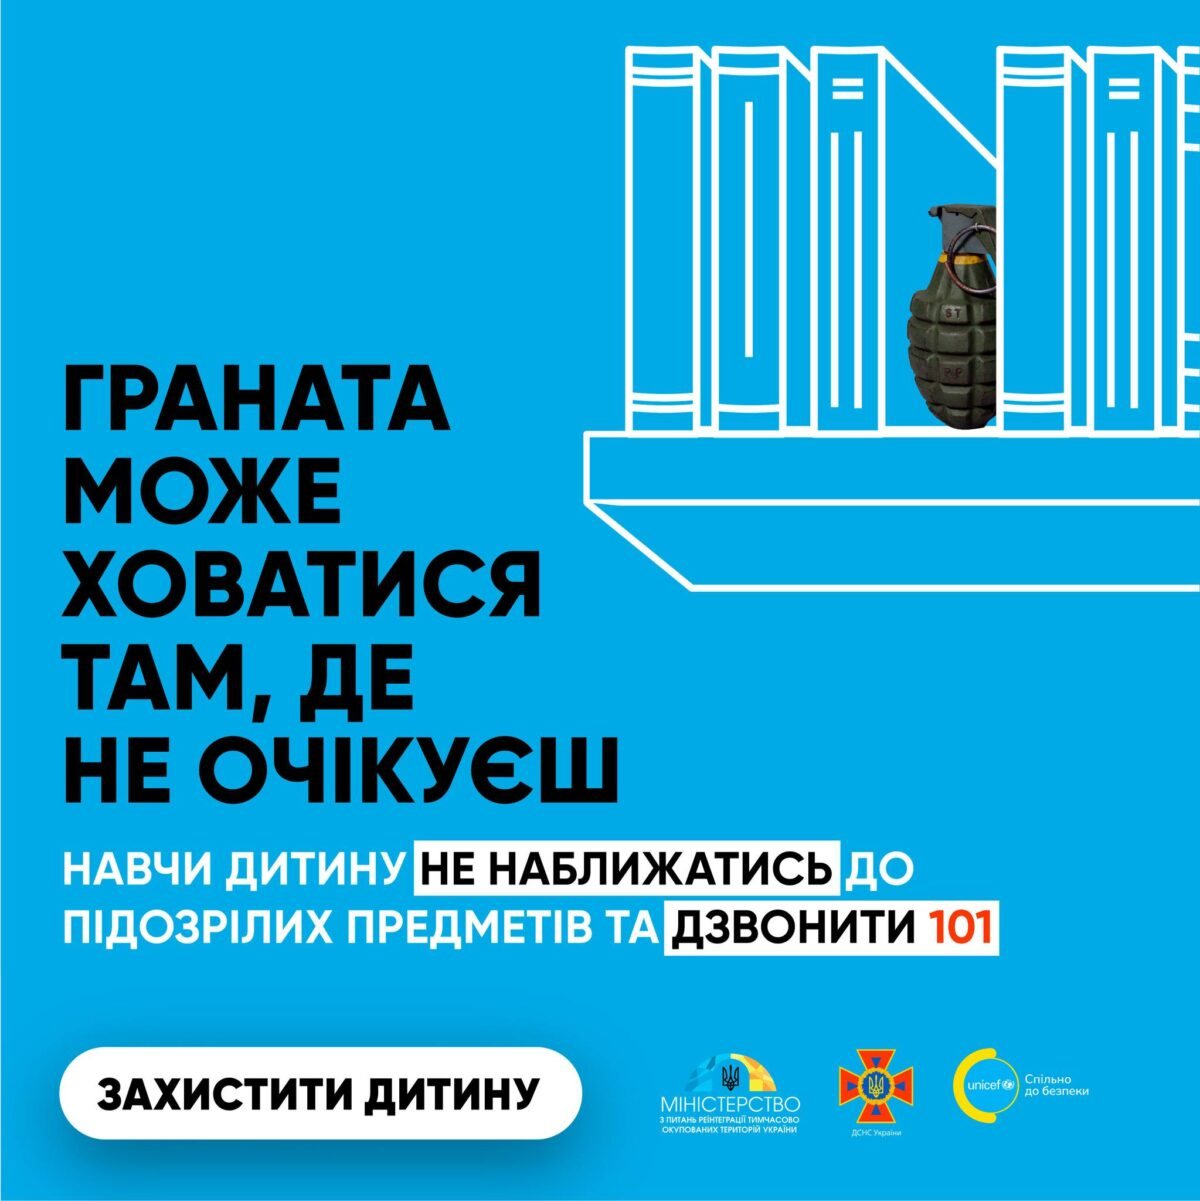 ГРАНАТА
МОЖЕ
ХОВАТИСЯ
ТАМ, ДЕ
НЕ ОЧІКУЄШ
НАВЧИ ДИТИНУ НЕ НАБЛИЖАТИСЬ ДО
ПІДОЗРІЛИХ ПРЕДМЕТІВ ТА ДЗВОНИТИ 101
ЗАХИСТИТИ ДИТИНУ
МІНІСТЕРСТВО
З ПИТАНЬ РЕІНТЕГРАЦІЇ ТИМЧАСОВО
ОКУПОВАНИХ ТЕРИТОРІЙ УКРАЇНИ
ДСНС України
unicef
Спільно
до безпеки